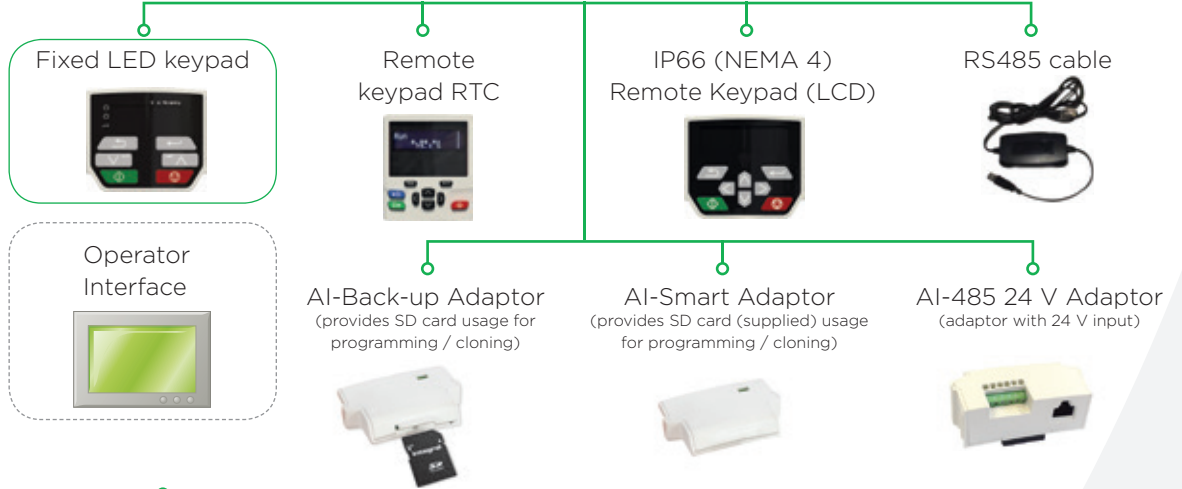 Fixed LED keypad
Remote
keypad RTC
IP66 (NEMA 4)
Remote Keypad (LCD)
RS485 cable
Operator
Interface
AI-Back-up Adaptor
(provides SD card usage for
programming / cloning)
AI-Smart Adaptor
(provides SD card (supplied) usage
for programming / cloning)
AI-485 24 V Adaptor
(adaptor with 24 V input)
integral